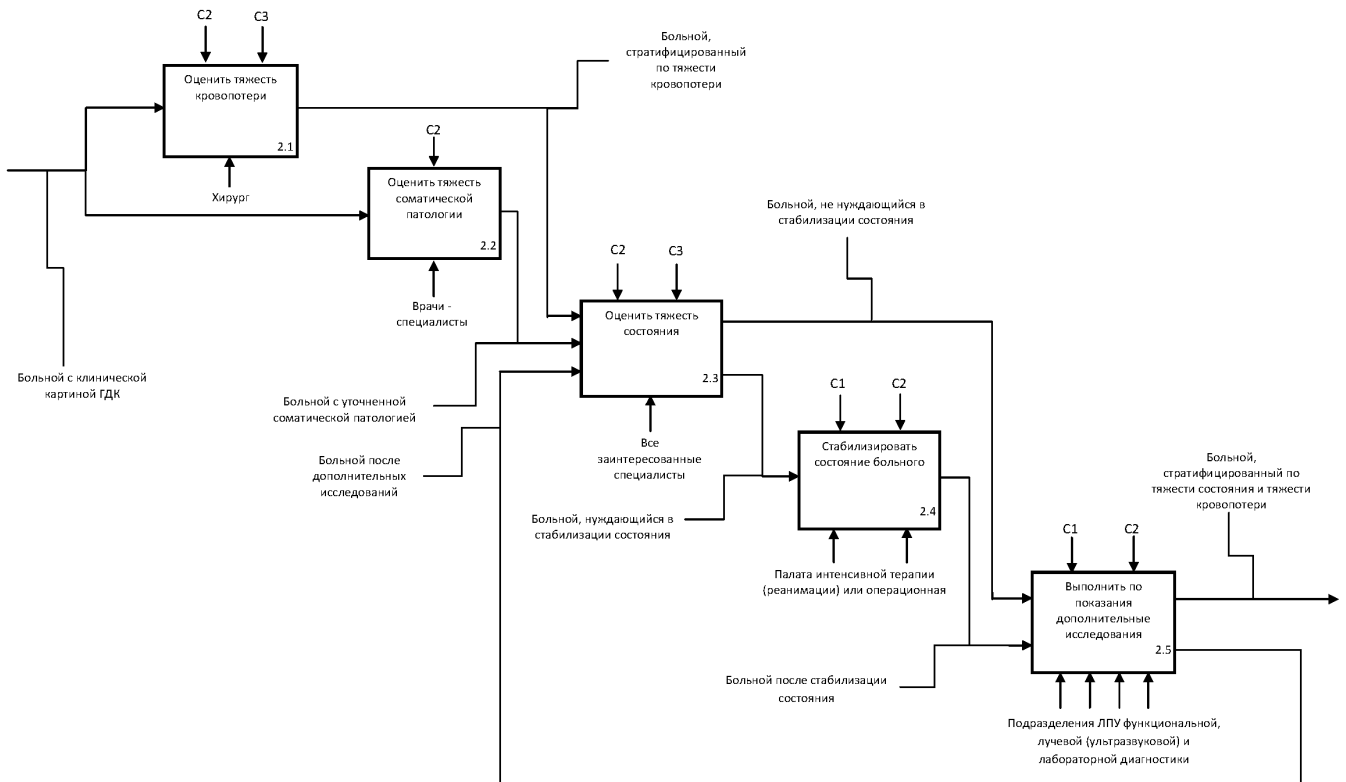 C2
C3
Оценить тяжесть
кровопотери
2.1
Хирург
Больной,
стратифицированный
по тяжести
кровопотери
C2
Оценить тяжесть
соматической
патологии
2.2
Врачи -
специалисты
Больной с клинической
картиной ГДК
Больной, не нуждающийся в
стабилизации состояния
C2
C3
Оценить тяжесть
состояния
2.3
Все
заинтересованные
специалисты
Больной с уточненной
соматической патологией
Больной после
дополнительных
исследований
C1
C2
Стабилизировать
состояние больного
2.4
Больной, нуждающийся в
стабилизации состояния
Палата интенсивной терапии
(реанимации) или операционная
Больной,
стратифицированный по
тяжести состояния и тяжести
кровопотери
C1
C2
Выполнить по
показания
дополнительные
исследования
2.5
Больной после стабилизации
состояния
Подразделения ЛПУ функциональной,
лучевой (ультразвуковой) и
лабораторной диагностики